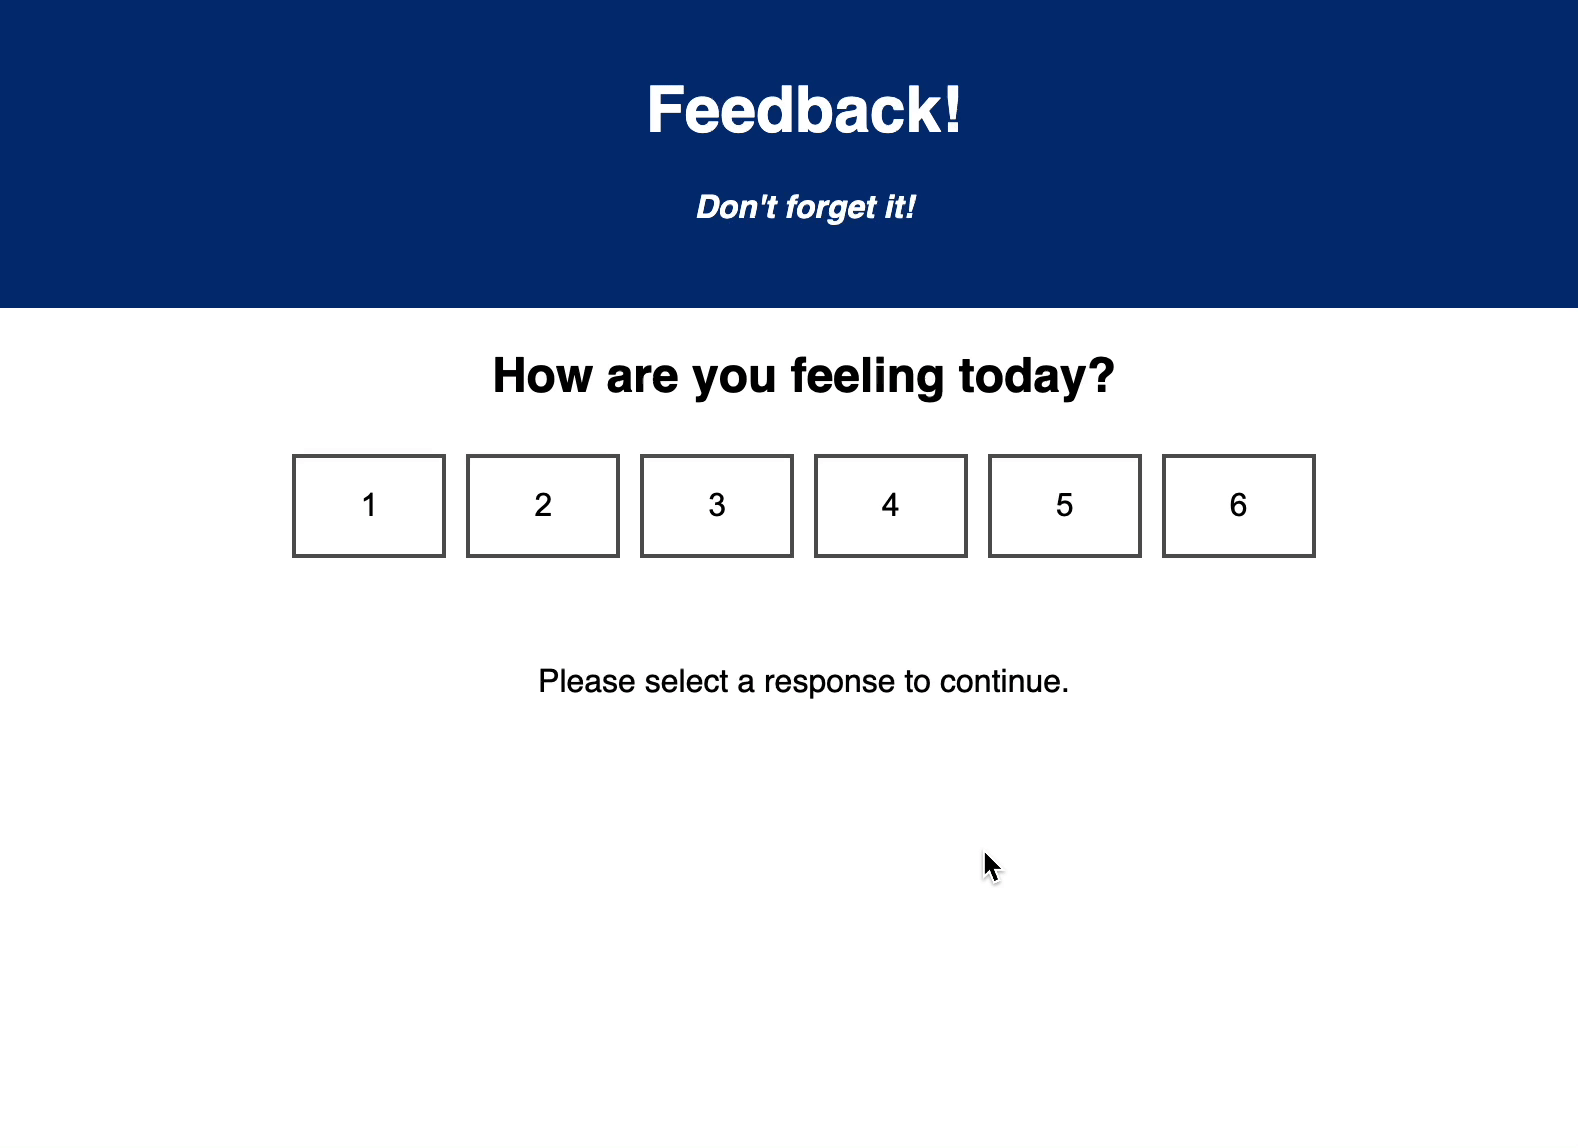 Feedback!
Don't forget it!
How are you feeling today?
1 2 3 4 5 6
Please select a response to continue.